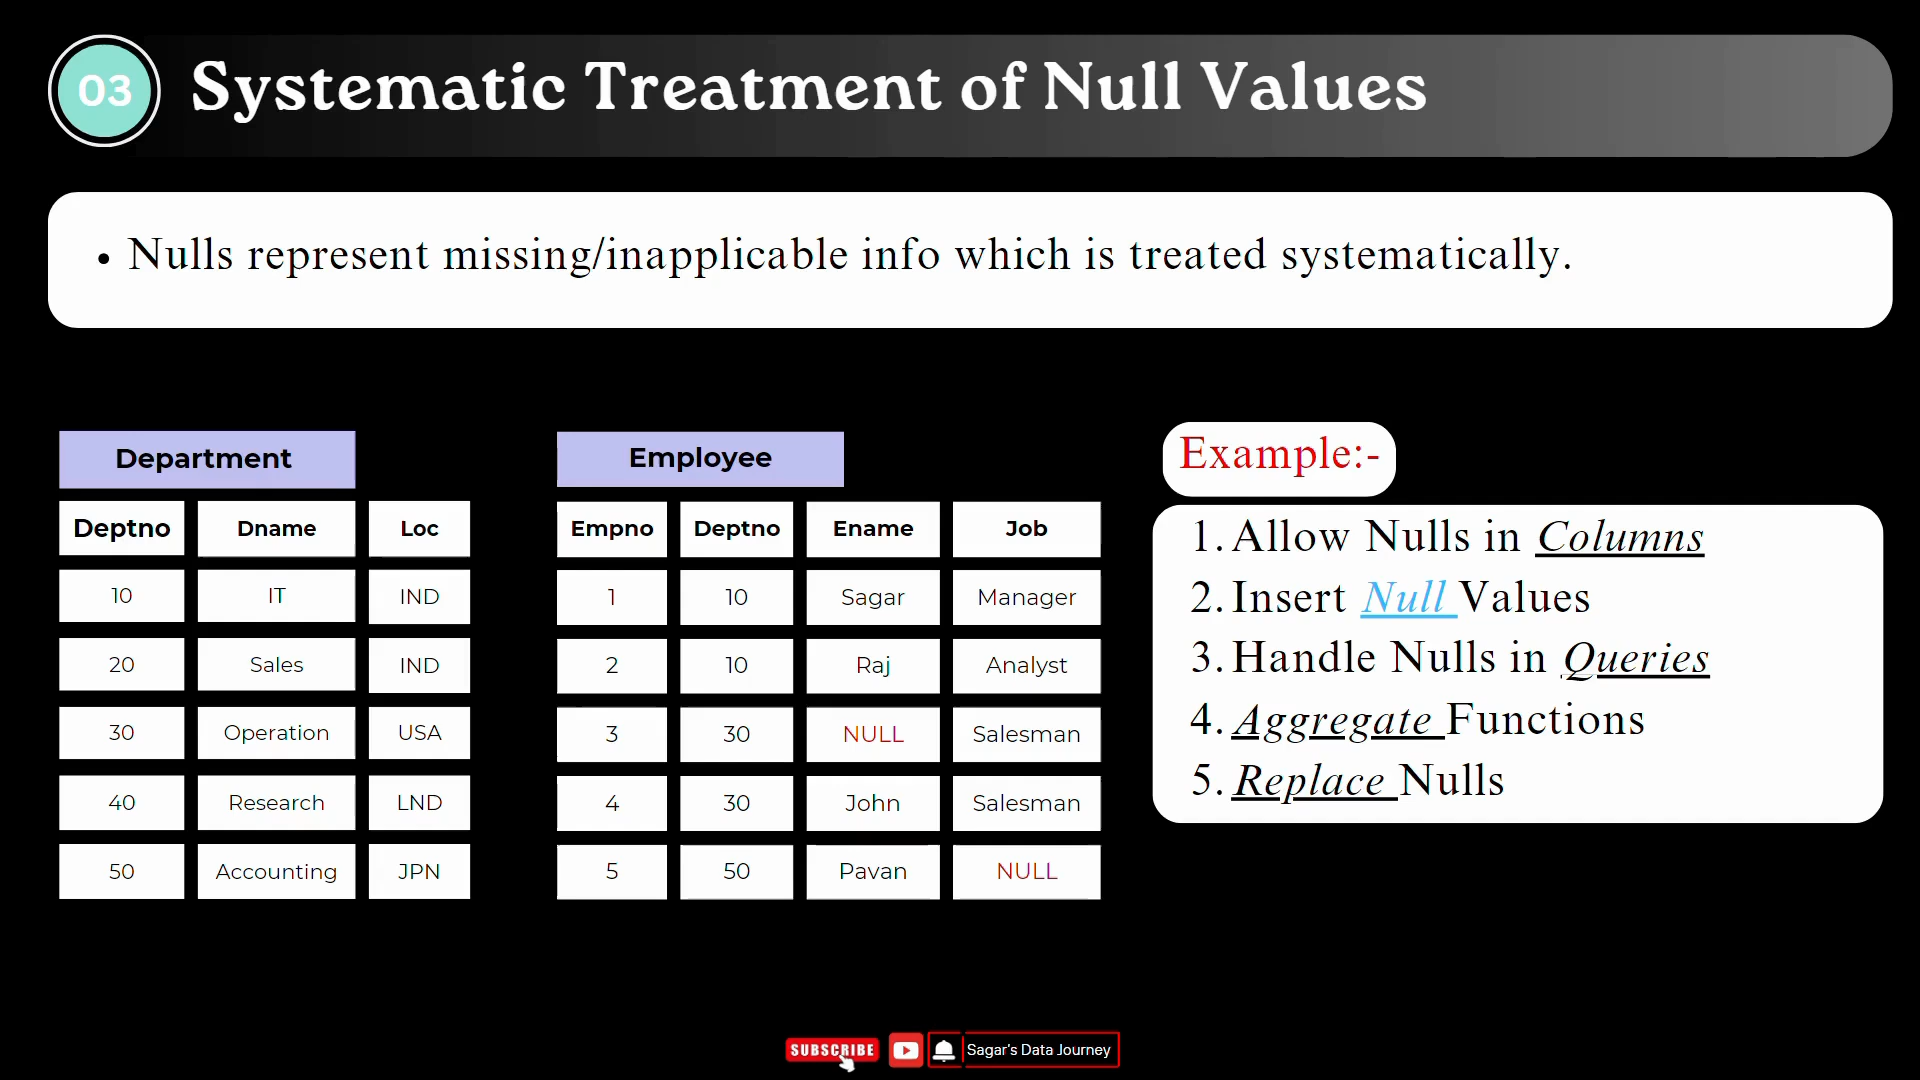 03
Systematic Treatment of Null Values
• Nulls represent missing/inapplicable info which is treated systematically.
Department
Deptno Dname Loc
10 IT IND
20 Sales IND
30 Operation USA
40 Research LND
50 Accounting JPN
Employee
Empno Deptno Ename Job
1 10 Sagar Manager
2 10 Raj Analyst
3 30 NULL Salesman
4 30 John Salesman
5 50 Pavan NULL
Example:-
1. Allow Nulls in Columns
2. Insert Null Values
3. Handle Nulls in Queries
4. Aggregate Functions
5. Replace Nulls
SUBSCRIBE
Sagar's Data Journey